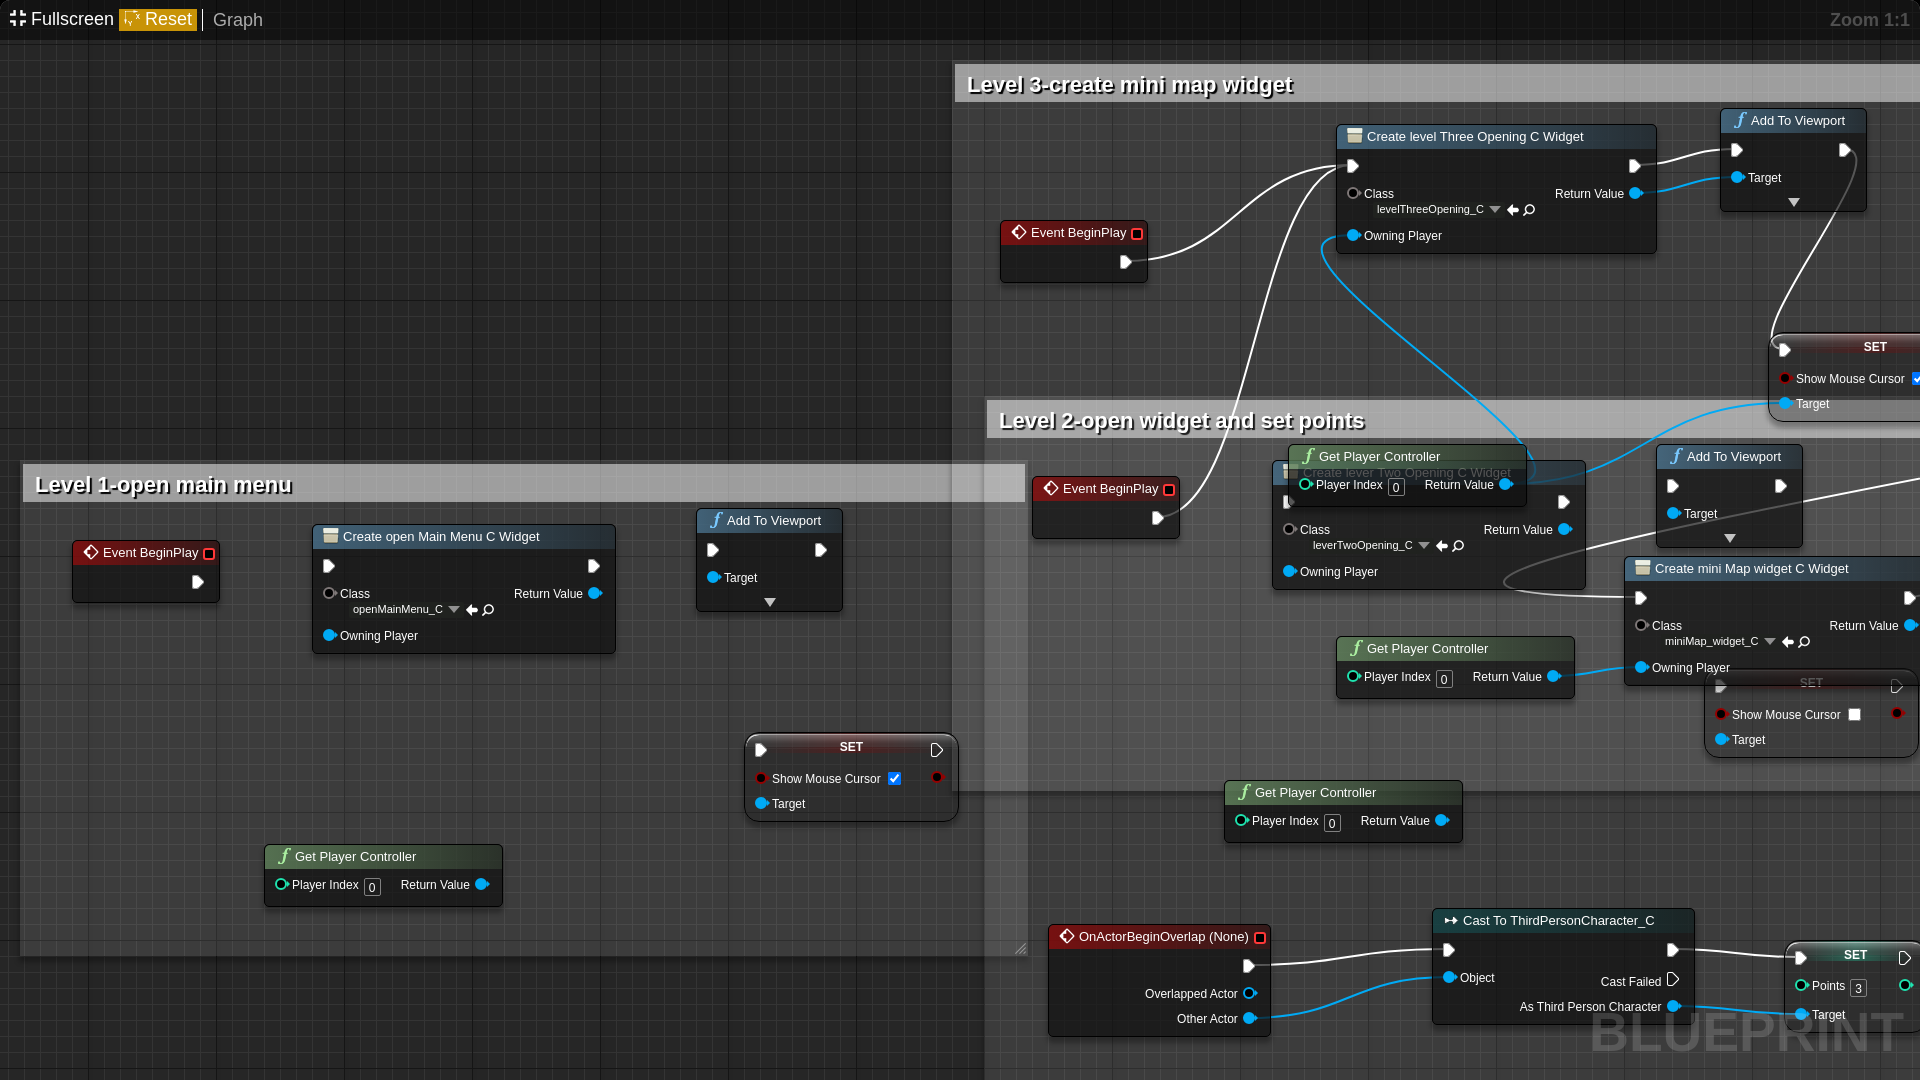 Fullscreen Reset Graph Zoom 1:1
Level 3-create mini map widget
Create level Three Opening C Widget
Class
Return Value
levelThreeOpening_C
Owning Player
Add To Viewport
Target
Event BeginPlay
SET
Show Mouse Cursor
Target
Level 2-open widget and set points
Event BeginPlay
Get Player Controller
Player Index 0 Return Value
Create lever Two Opening C Widget
Class
Return Value
leverTwoOpening_C
Owning Player
Add To Viewport
Target
Create mini Map widget C Widget
Class
Return Value
miniMap_widget_C
Owning Player
Get Player Controller
Player Index 0 Return Value
SET
Show Mouse Cursor
Target
Get Player Controller
Player Index 0 Return Value
Level 1-open main menu
Event BeginPlay
Create open Main Menu C Widget
Class
Return Value
openMainMenu_C
Owning Player
Add To Viewport
Target
SET
Show Mouse Cursor
Target
Get Player Controller
Player Index 0 Return Value
OnActorBeginOverlap (None)
Overlapped Actor
Other Actor
Cast To ThirdPersonCharacter_C
Object
Cast Failed
As Third Person Character
SET
Points 3
Target
BLUEPRINT